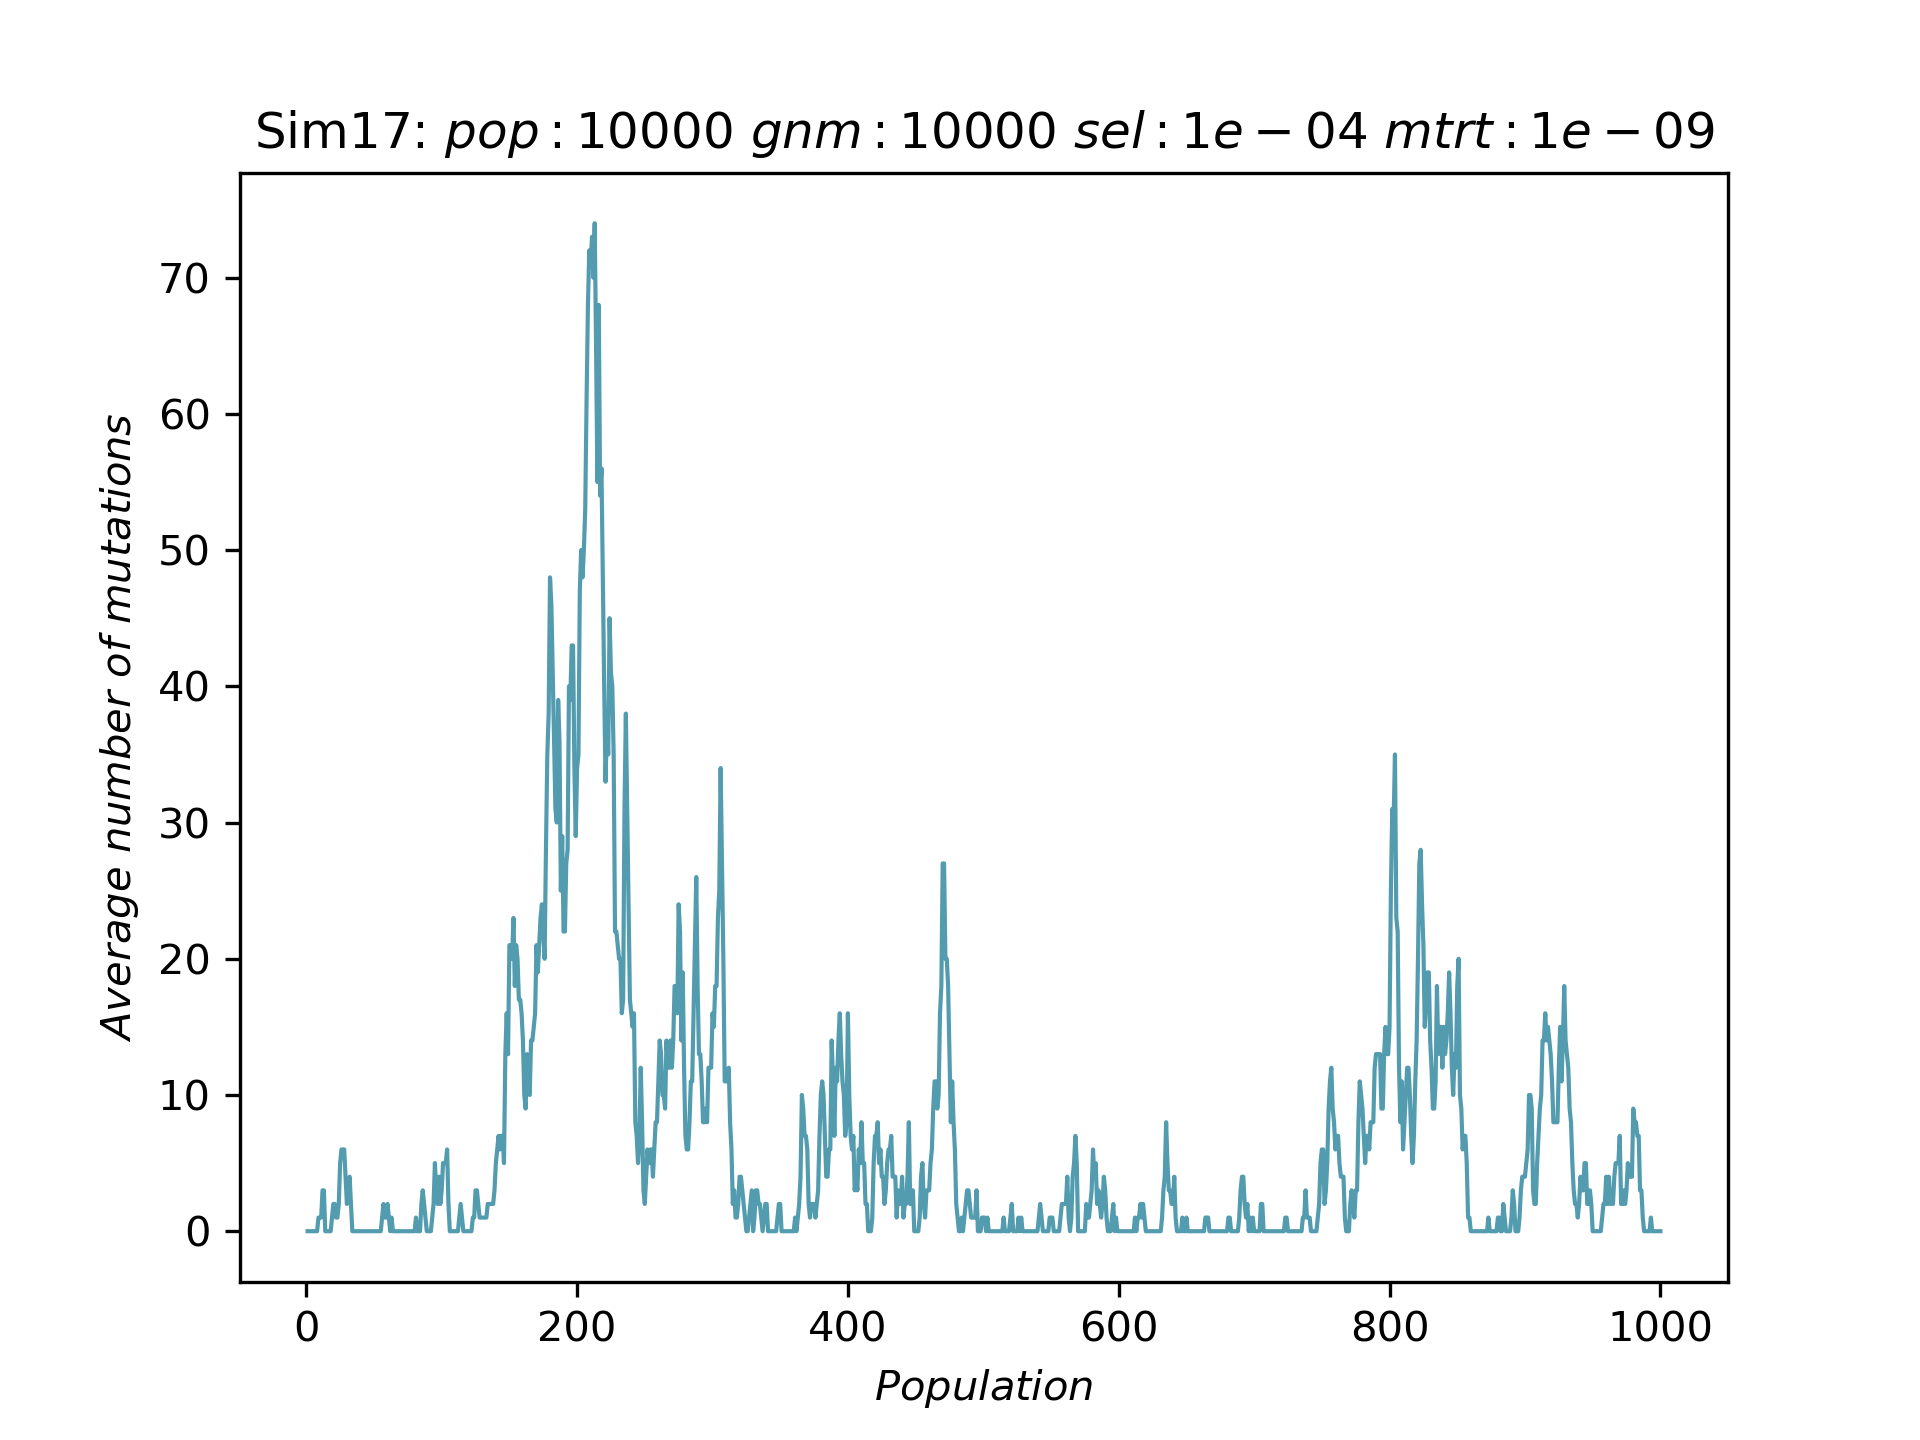 Sim17: pop : 10000 gnm : 10000 sel : 1e − 04 mtrt : 1e − 09
Average number of mutations
70
60
50
40
30
20
10
0
0 200 400 600 800 1000
Population